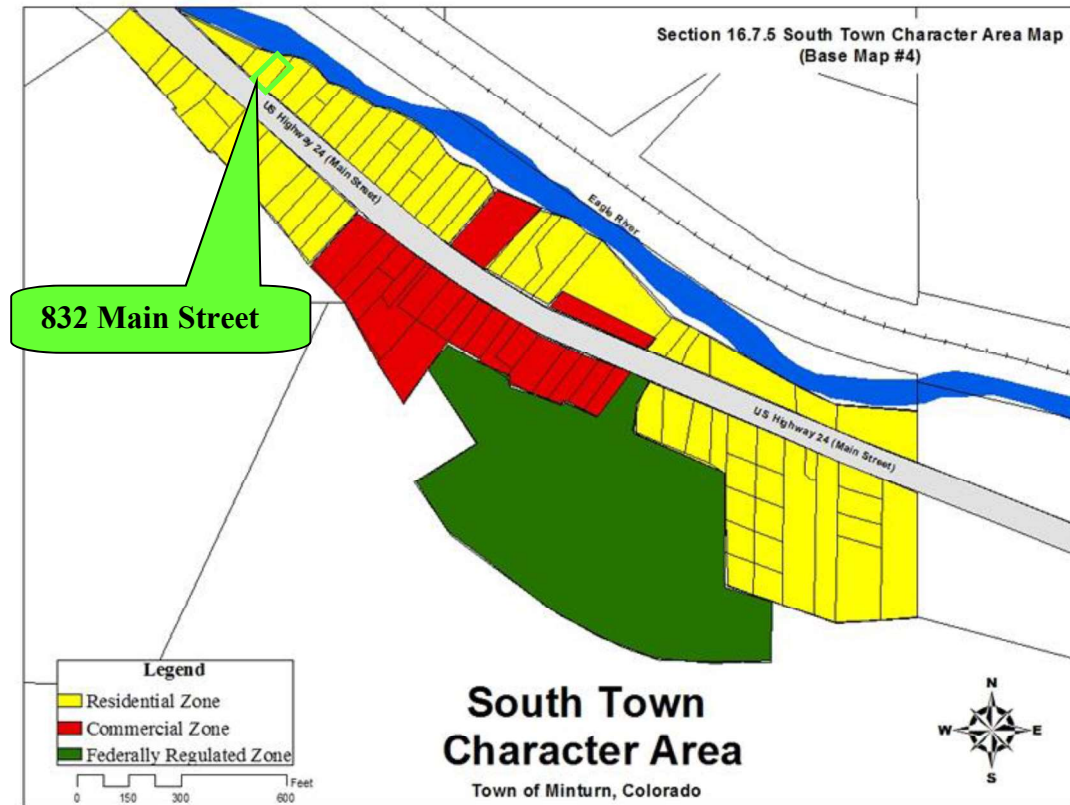 Section 16.7.5 South Town Character Area Map
(Base Map #4)
US Highway 24 (Main Street)
Eagle River
832 Main Street
US Highway 24 (Main Street)
Legend
Residential Zone
Commercial Zone
Federally Regulated Zone
Feet
0 150 300 600
South Town
Character Area
Town of Minturn, Colorado
N
W E
S